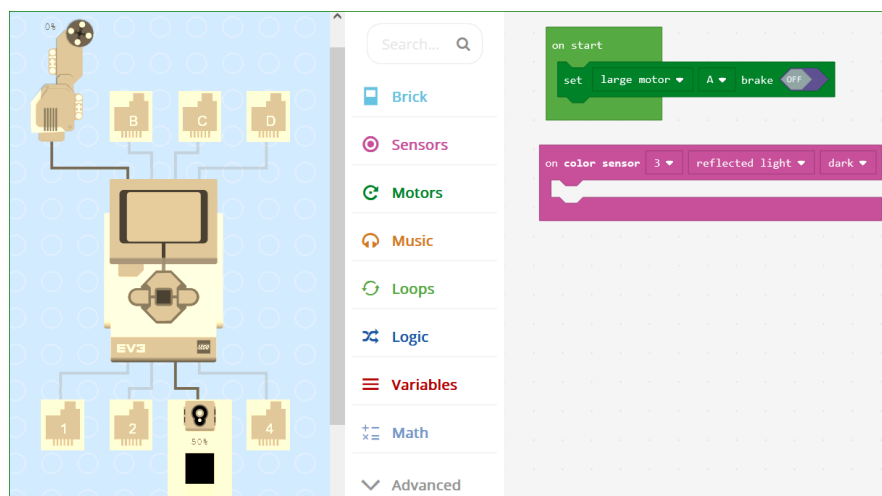 0%
B
C
D
EV3
LEGO
1
2
4
50%
Search...
Brick
Sensors
Motors
Music
Loops
Logic
Variables
Math
Advanced
on start
set large motor A brake OFF
on color sensor 3 reflected light dark